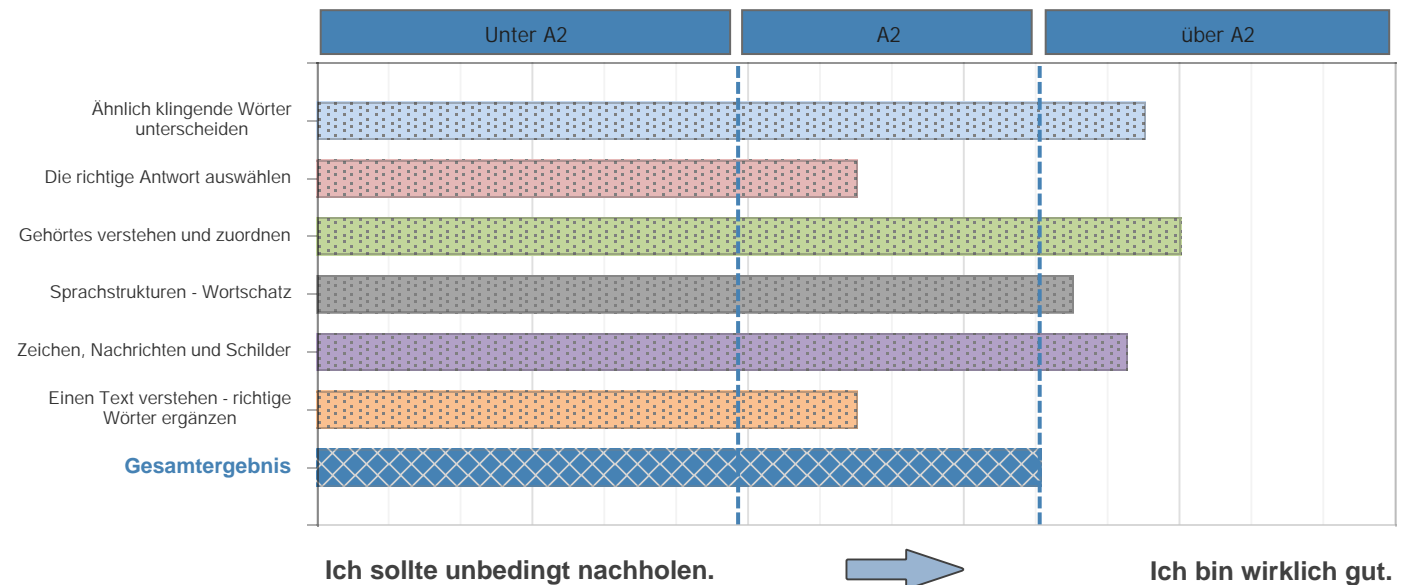 Unter A2
A2
über A2
Ähnlich klingende Wörter
unterscheiden
Die richtige Antwort auswählen
Gehörtes verstehen und zuordnen
Sprachstrukturen - Wortschatz
Zeichen, Nachrichten und Schilder
Einen Text verstehen - richtige
Wörter ergänzen
Gesamtergebnis
Ich sollte unbedingt nachholen.
Ich bin wirklich gut.